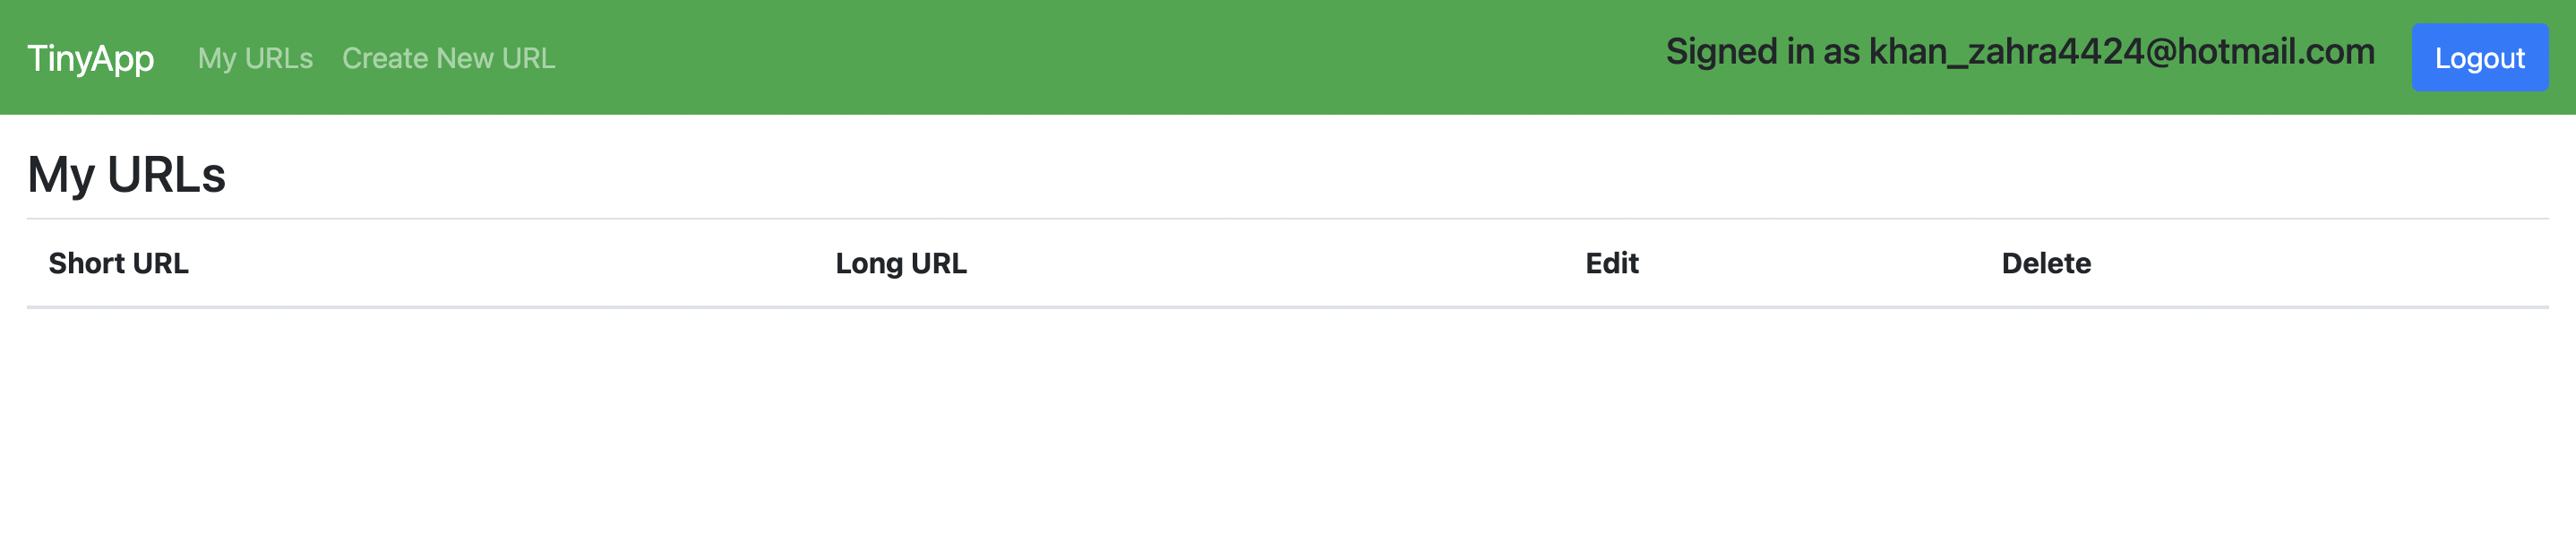 TinyApp My URLs Create New URL Signed in as khan_zahra4424@hotmail.com Logout
My URLs
Short URL Long URL Edit Delete